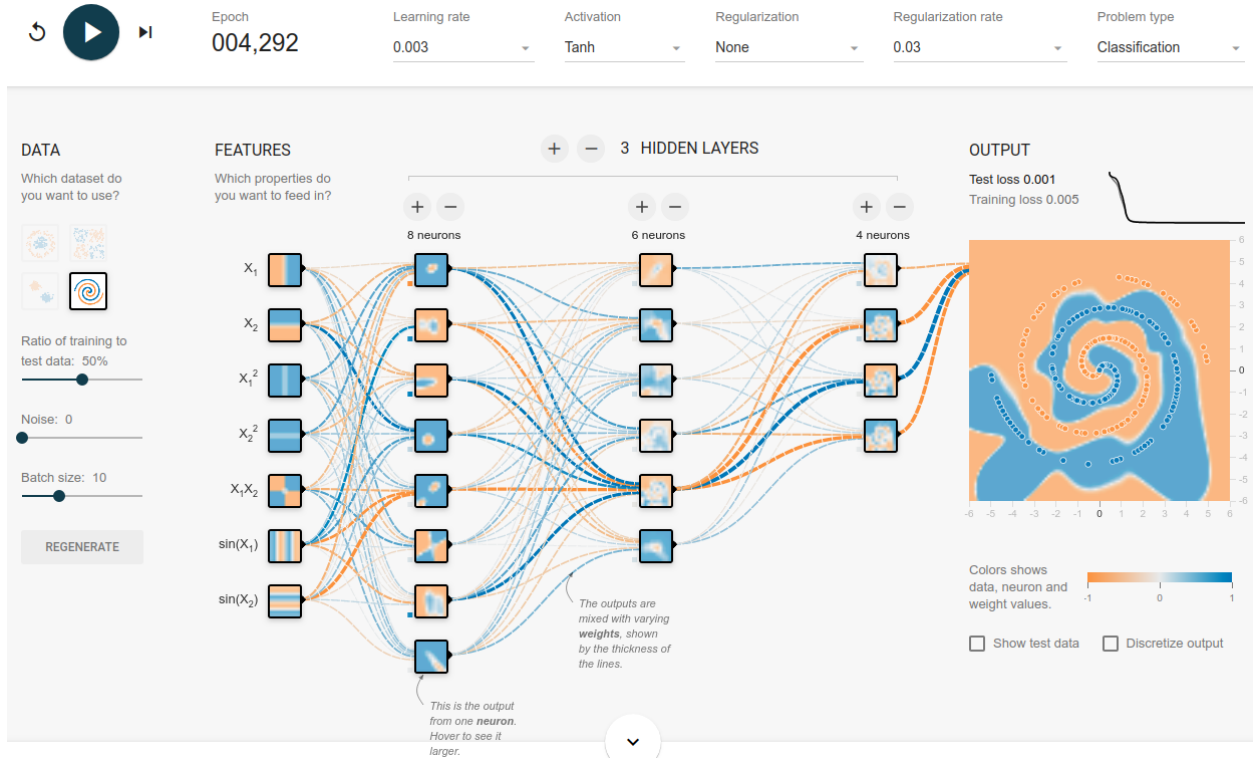 Epoch
004,292
Learning rate
0.003
Activation
Tanh
Regularization
None
Regularization rate
0.03
Problem type
Classification
DATA
Which dataset do
you want to use?
Ratio of training to
test data: 50%
Noise: 0
Batch size: 10
REGENERATE
FEATURES
Which properties do
you want to feed in?
X1
X2
X1²
X2²
X1X2
sin(X1)
sin(X2)
+ − 3 HIDDEN LAYERS
+ −
8 neurons
+ −
6 neurons
+ −
4 neurons
This is the output
from one neuron.
Hover to see it
larger.
The outputs are
mixed with varying
weights, shown
by the thickness of
the lines.
OUTPUT
Test loss 0.001
Training loss 0.005
6
5
4
3
2
1
0
-1
-2
-3
-4
-5
-6
-6 -5 -4 -3 -2 -1 0 1 2 3 4 5 6
Colors shows
data, neuron and
weight values.
-1 0 1
Show test data
Discretize output